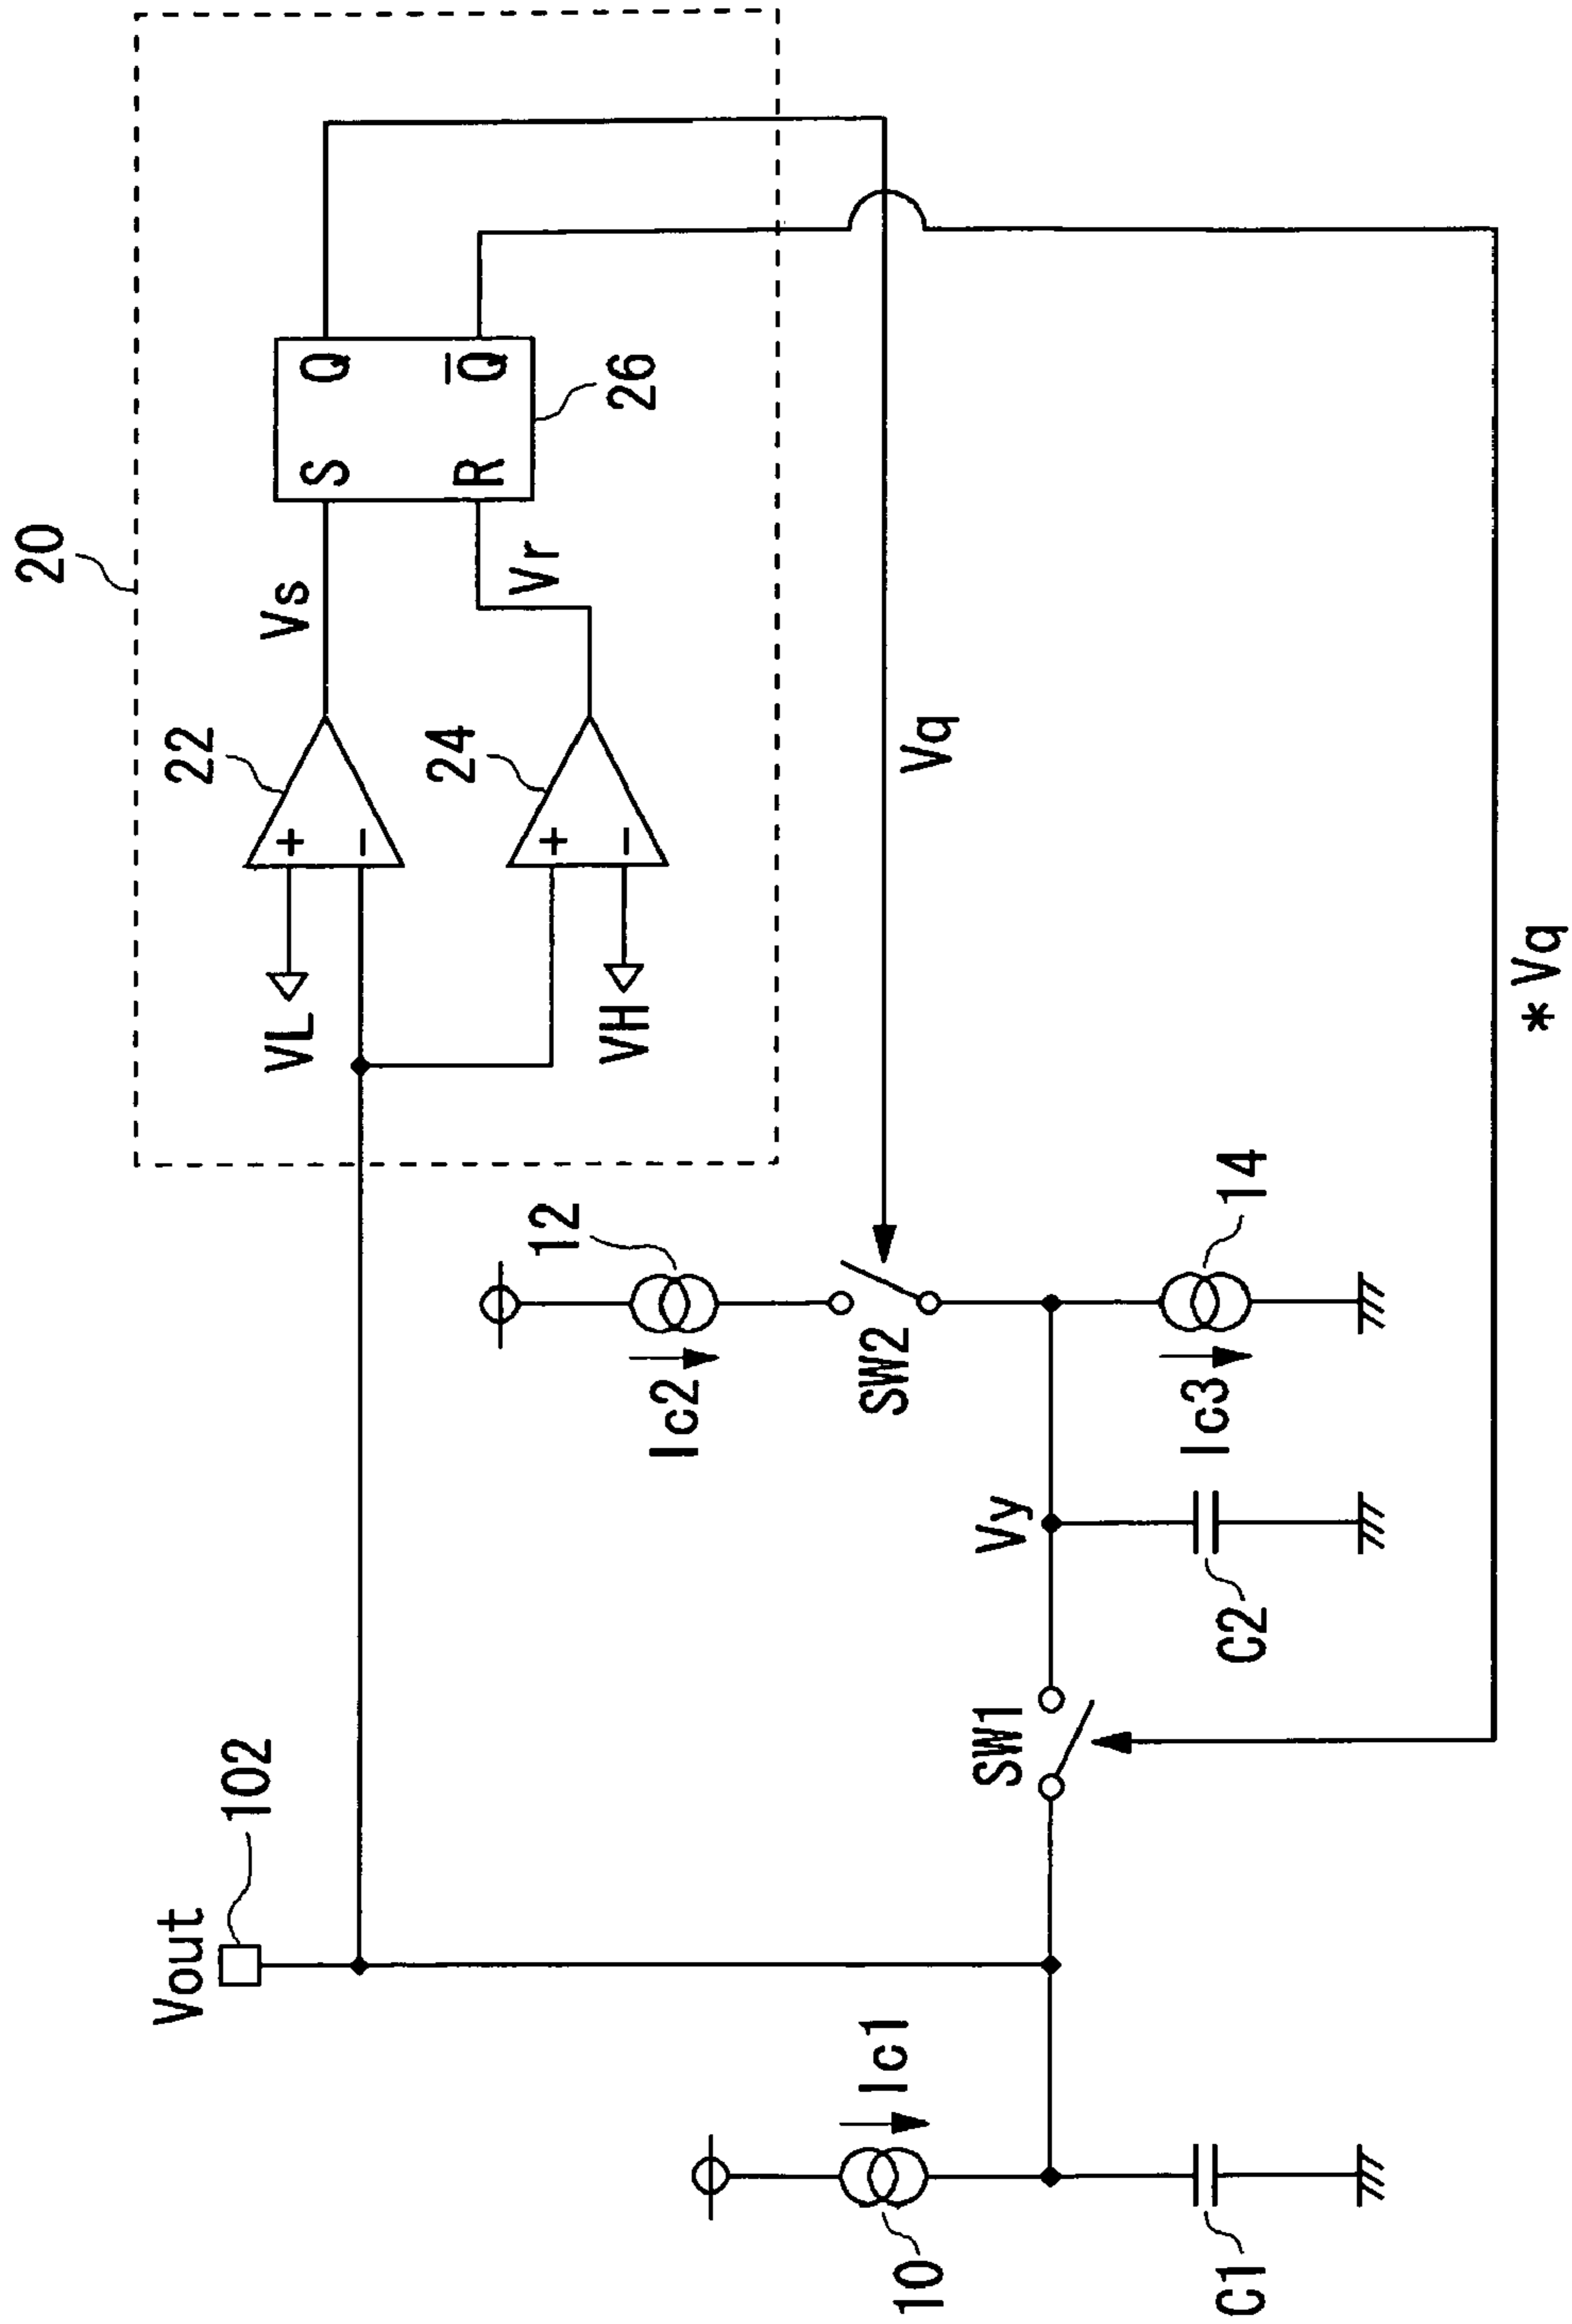 20
Vs
22
VL
+
−
S
Q
R
Q̅
Vr
26
24
+
−
VH
Vout
102
12
Ic2
SW2
Vq
Ic1
10
SW1
Vy
C1
C2
Ic3
14
*Vq